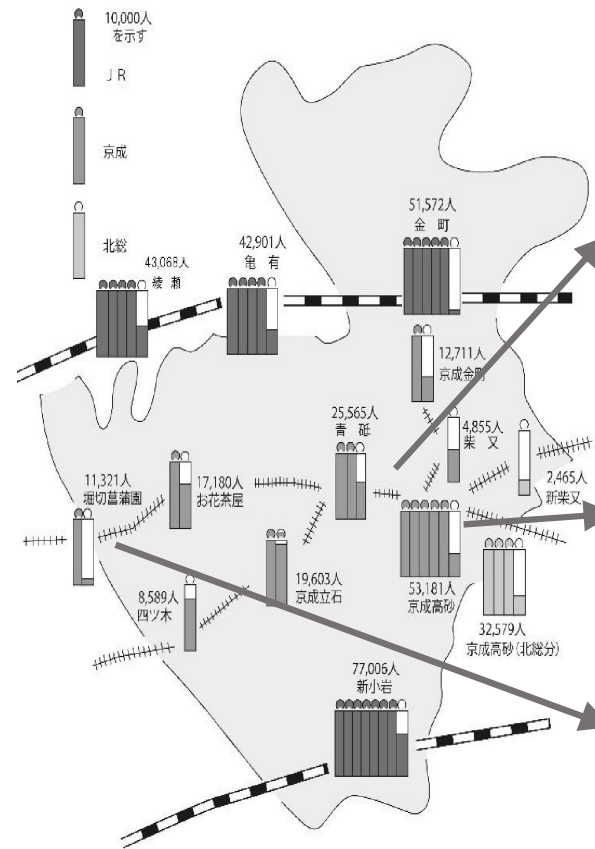 10,000人
を示す
ＪＲ
京成
北総
43,068人
綾 瀬
42,901人
亀 有
51,572人
金 町
12,711人
京成金町
4,855人
柴 又
2,465人
新柴又
25,565人
青 砥
17,180人
お花茶屋
11,321人
堀切菖蒲園
8,589人
四ツ木
19,603人
京成立石
53,181人
京成高砂
32,579人
京成高砂(北総分)
77,006人
新小岩